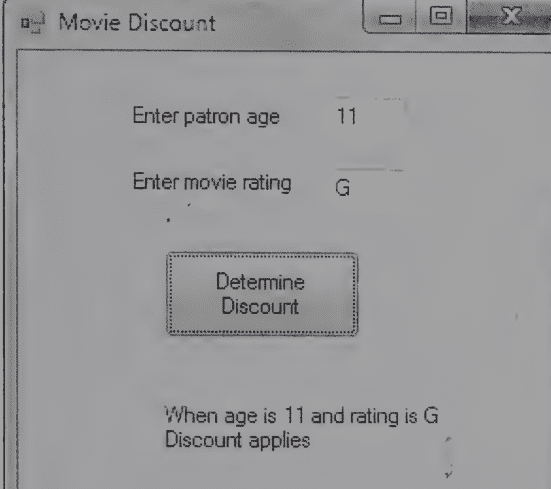 Movie Discount
Enter patron age 11
Enter movie rating G
Determine
Discount
When age is 11 and rating is G
Discount applies